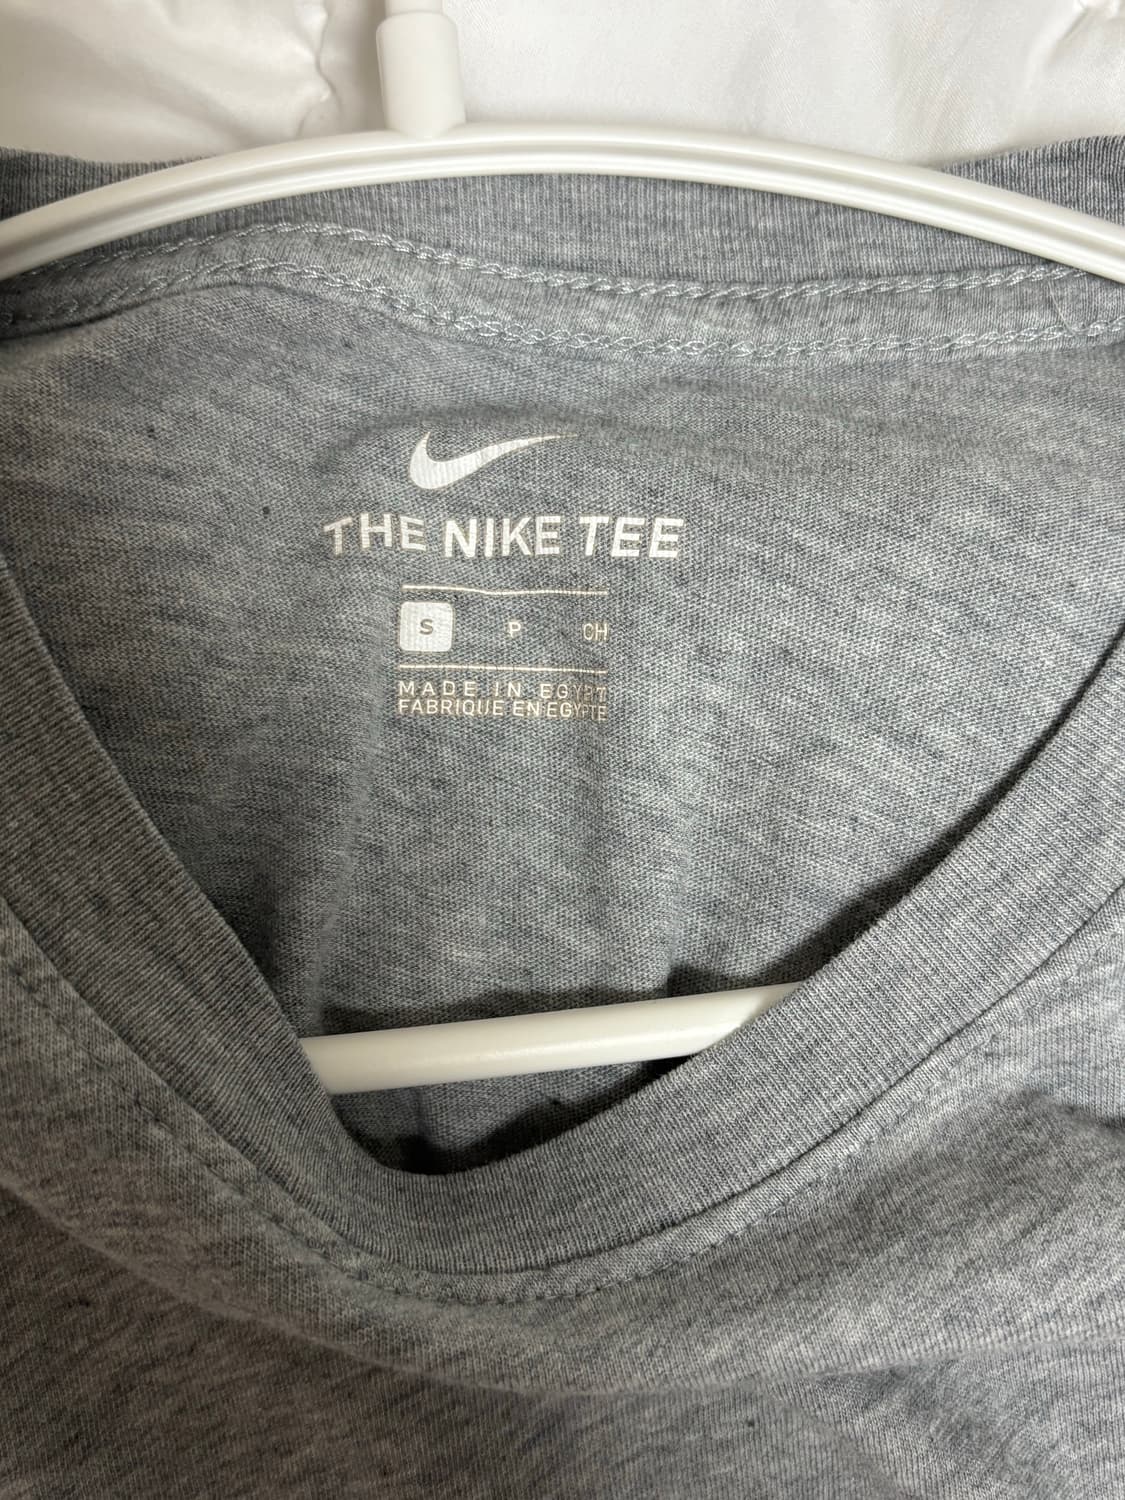 THE NIKE TEE
S P CH
MADE IN EGYPT
FABRIQUE EN EGYPTE